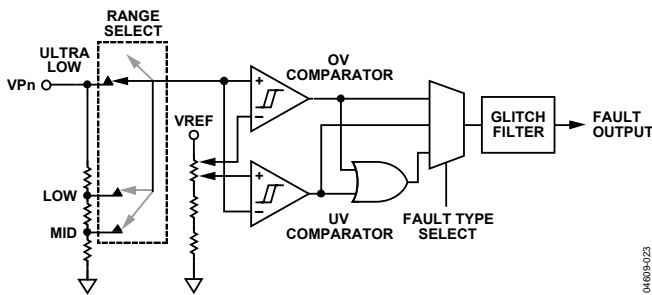 RANGE
SELECT
ULTRA
LOW
VPn
LOW
MID
VREF
+
–
+
–
OV
COMPARATOR
UV
COMPARATOR
FAULT TYPE
SELECT
GLITCH
FILTER
FAULT
OUTPUT
04609-023